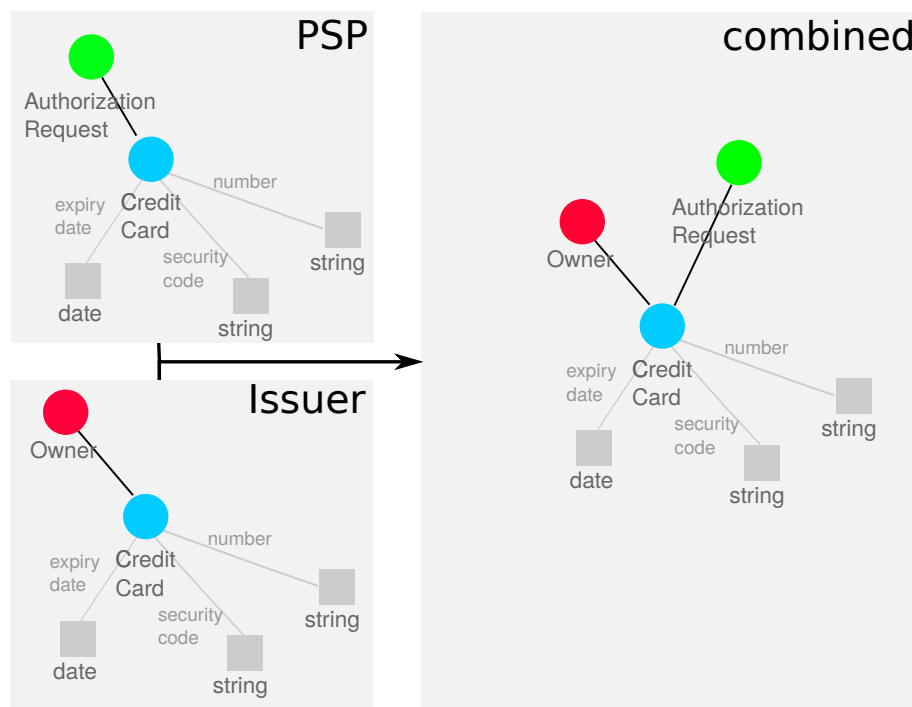 PSP
Authorization
Request
Credit
Card
number
expiry
date
security
code
string
date
string
Issuer
Owner
Credit
Card
number
expiry
date
security
code
string
date
string
combined
Authorization
Request
Owner
Credit
Card
number
expiry
date
security
code
string
date
string